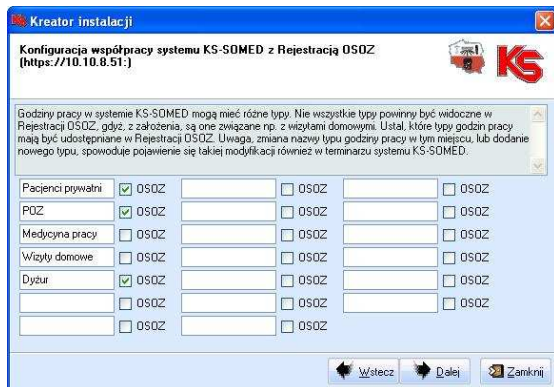 Kreator instalacji
Konfiguracja współpracy systemu KS-SOMED z Rejestracją OSOZ
(https://10.10.8.51:)
KS
Godziny pracy w systemie KS-SOMED mogą mieć różne typy. Nie wszystkie typy powinny być widoczne w
Rejestracji OSOZ, gdyż, z założenia, są one związane np. z wizytami domowymi. Ustal, które typy godzin pracy
mają być udostępniane w Rejestracji OSOZ. Uwaga, zmiana nazwy typu godziny pracy w tym miejscu, lub dodanie
nowego typu, spowoduje pojawienie się takiej modyfikacji również w terminarzu systemu KS-SOMED.
Pacjenci prywatni OSOZ OSOZ OSOZ
POZ OSOZ OSOZ OSOZ
Medycyna pracy OSOZ OSOZ OSOZ
Wizyty domowe OSOZ OSOZ OSOZ
Dyżur OSOZ OSOZ OSOZ
OSOZ OSOZ OSOZ
OSOZ OSOZ
Wstecz Dalej Zamknij